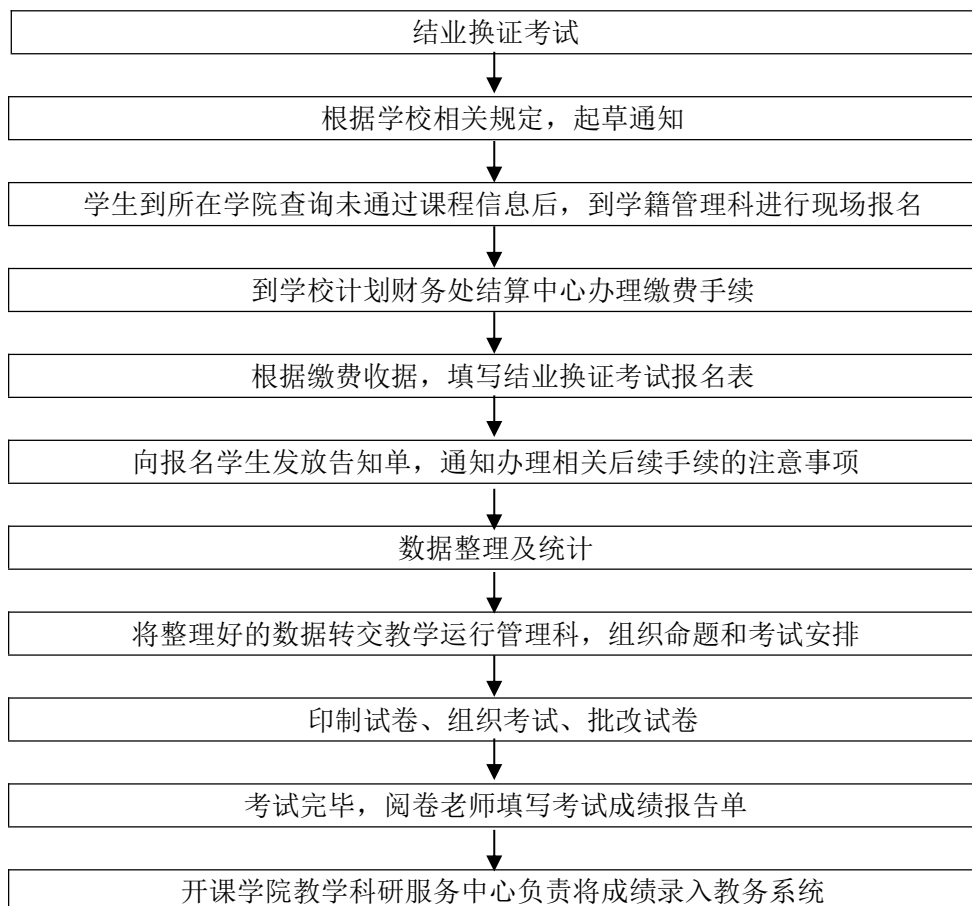 结业换证考试
根据学校相关规定，起草通知
学生到所在学院查询未通过课程信息后，到学籍管理科进行现场报名
到学校计划财务处结算中心办理缴费手续
根据缴费收据，填写结业换证考试报名表
向报名学生发放告知单，通知办理相关后续手续的注意事项
数据整理及统计
将整理好的数据转交教学运行管理科，组织命题和考试安排
印制试卷、组织考试、批改试卷
考试完毕，阅卷老师填写考试成绩报告单
开课学院教学科研服务中心负责将成绩录入教务系统